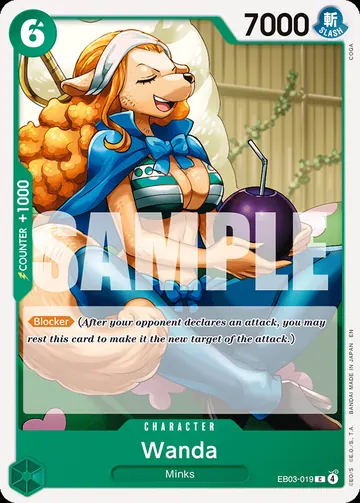 6
7000
斬
SLASH
COGA
COUNTER +1000
SAMPLE
Blocker (After your opponent declares an attack, you may
rest this card to make it the new target of the attack.)
CHARACTER
Wanda
Minks
EB03-019 C 4
©E.O/S. ©E.O./S., T.A. BANDAI MADE IN JAPAN EN